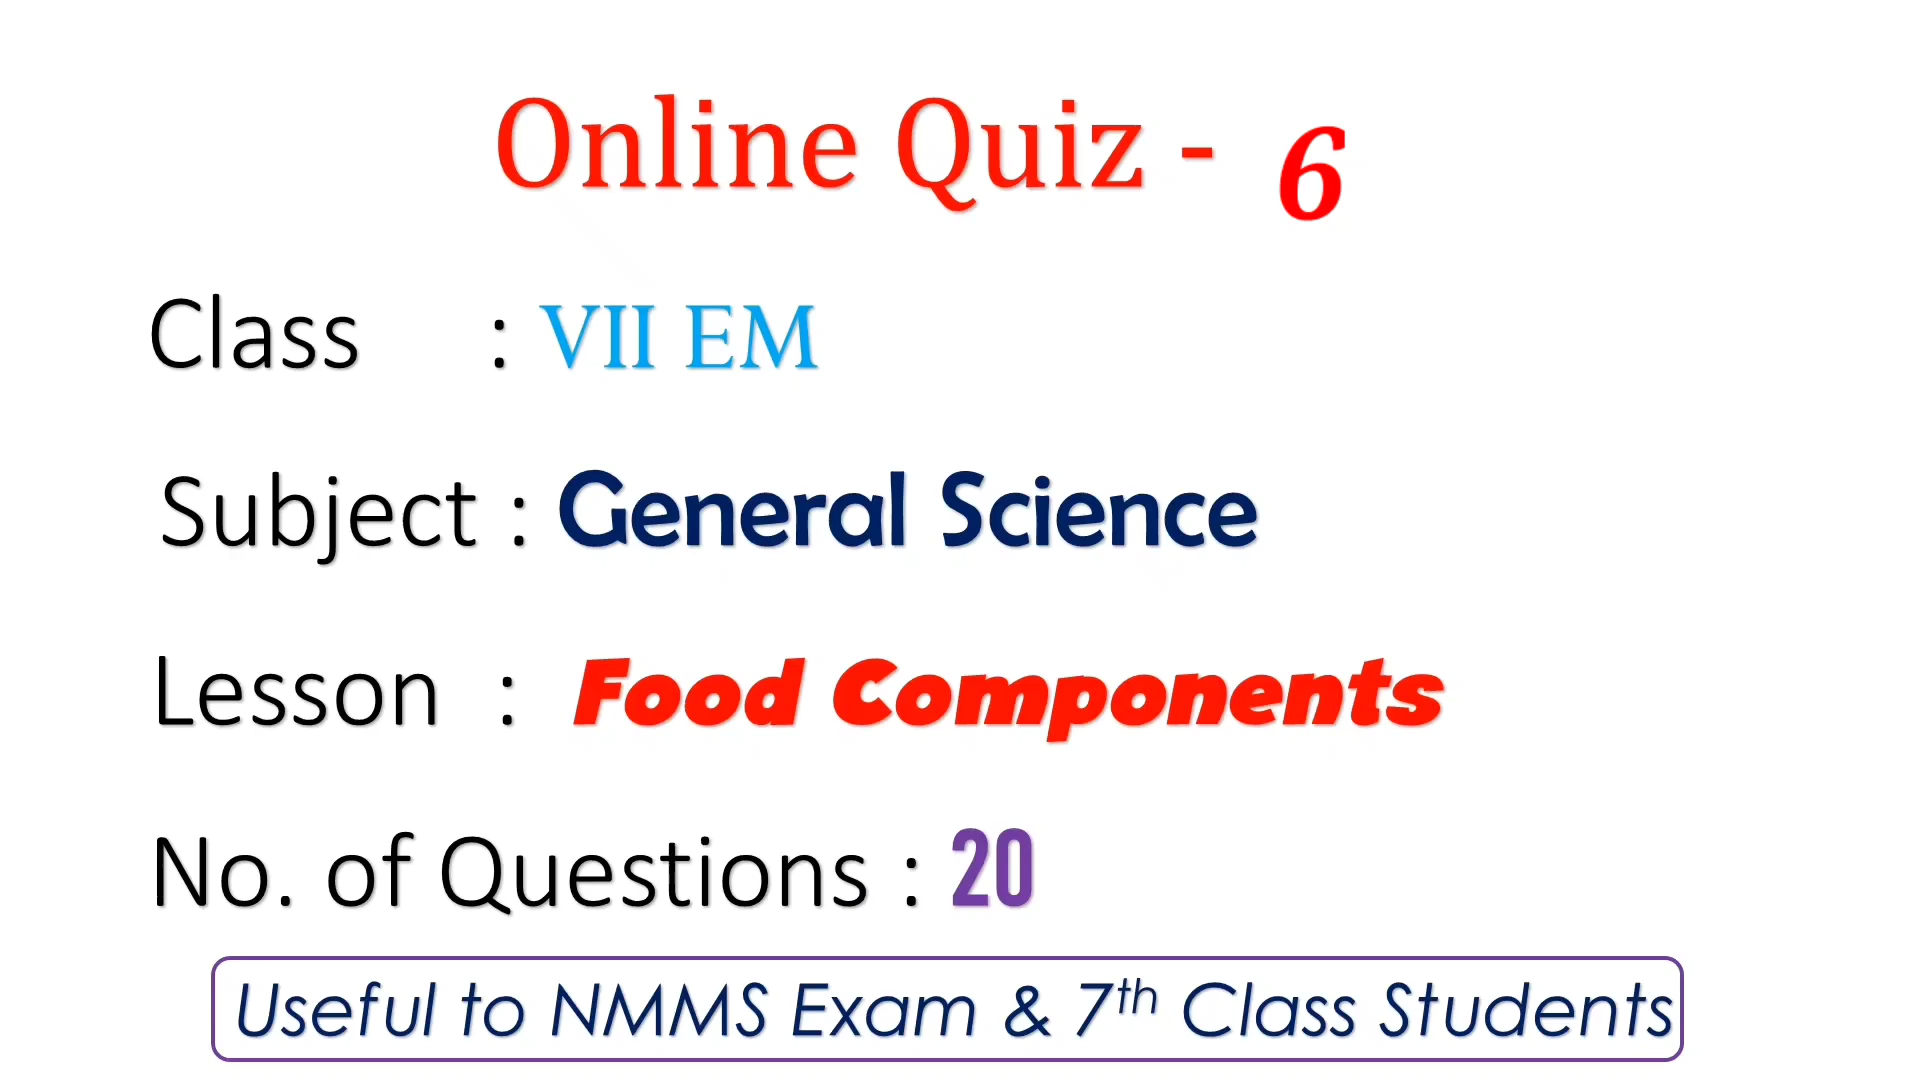 Online Quiz - 6
Class : VII EM
Subject : General Science
Lesson : Food Components
No. of Questions : 20
Useful to NMMS Exam & 7th Class Students